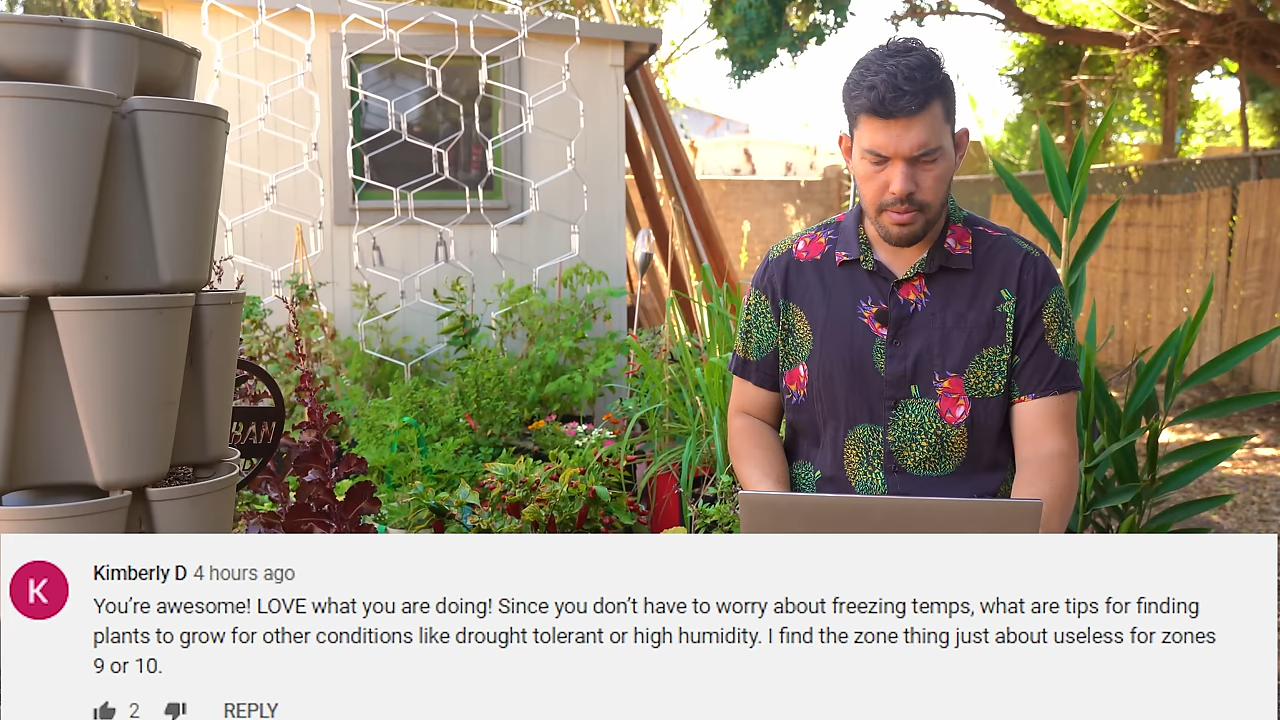 BAN
K
Kimberly D 4 hours ago
You’re awesome! LOVE what you are doing! Since you don’t have to worry about freezing temps, what are tips for finding
plants to grow for other conditions like drought tolerant or high humidity. I find the zone thing just about useless for zones
9 or 10.
2 REPLY